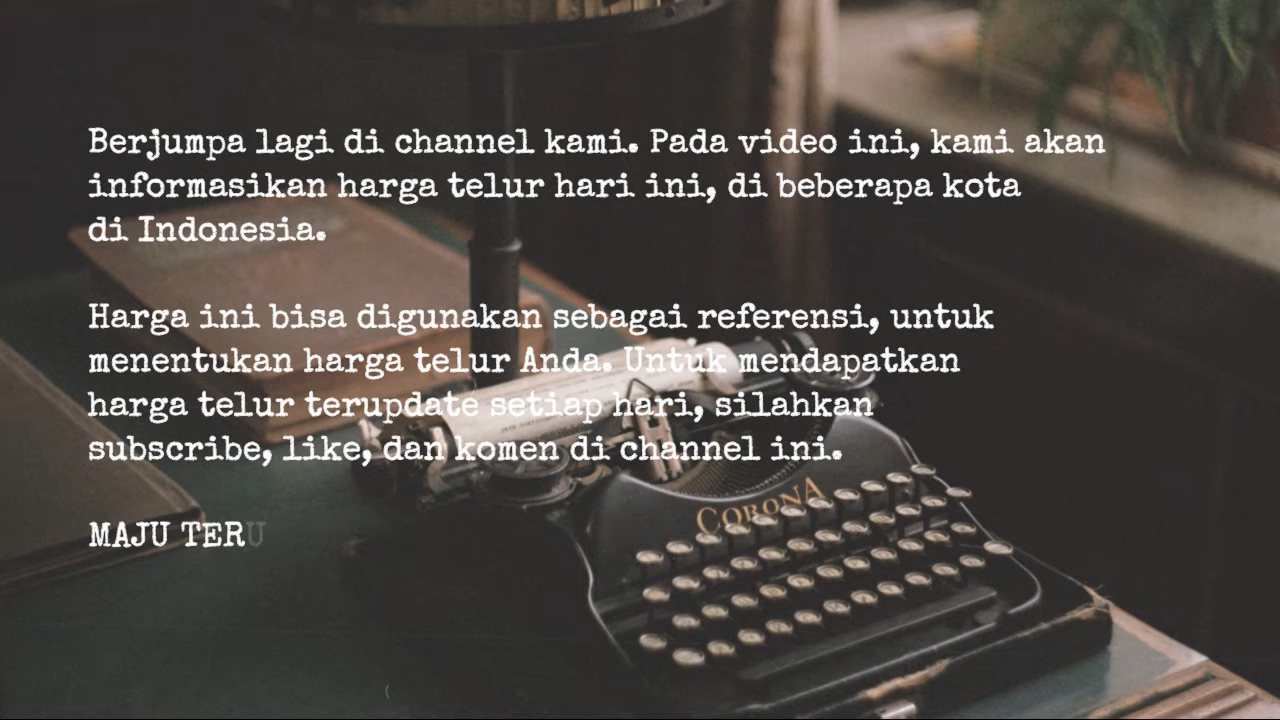 Berjumpa lagi di channel kami. Pada video ini, kami akan
informasikan harga telur hari ini, di beberapa kota
di Indonesia.
Harga ini bisa digunakan sebagai referensi, untuk
menentukan harga telur Anda. Untuk mendapatkan
harga telur terupdate setiap hari, silahkan
subscribe, like, dan komen di channel ini.
MAJU TERU
CORONA